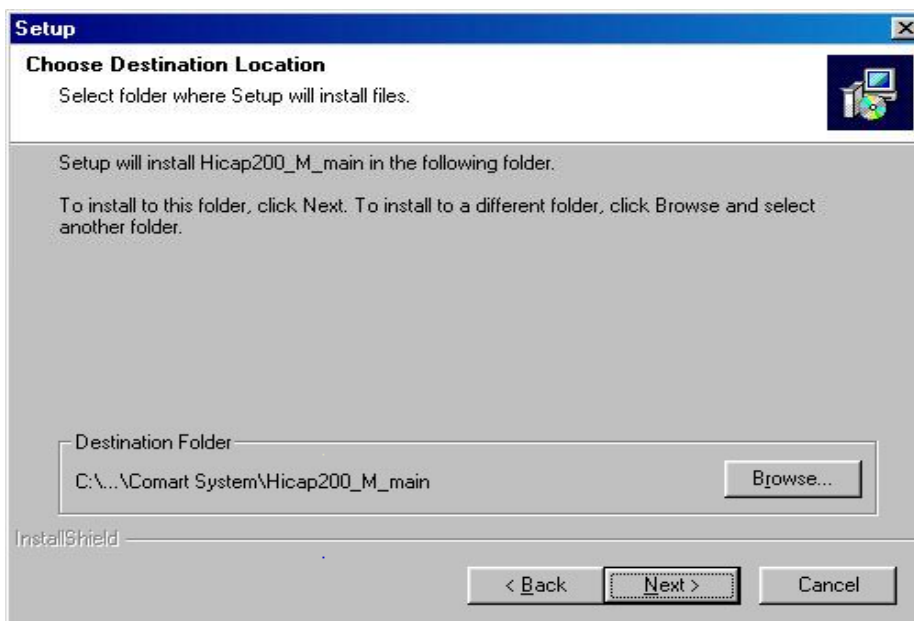 Setup
Choose Destination Location
Select folder where Setup will install files.
Setup will install Hicap200_M_main in the following folder.
To install to this folder, click Next. To install to a different folder, click Browse and select
another folder.
Destination Folder
C:\...\Comart System\Hicap200_M_main
Browse...
InstallShield
< Back
Next >
Cancel